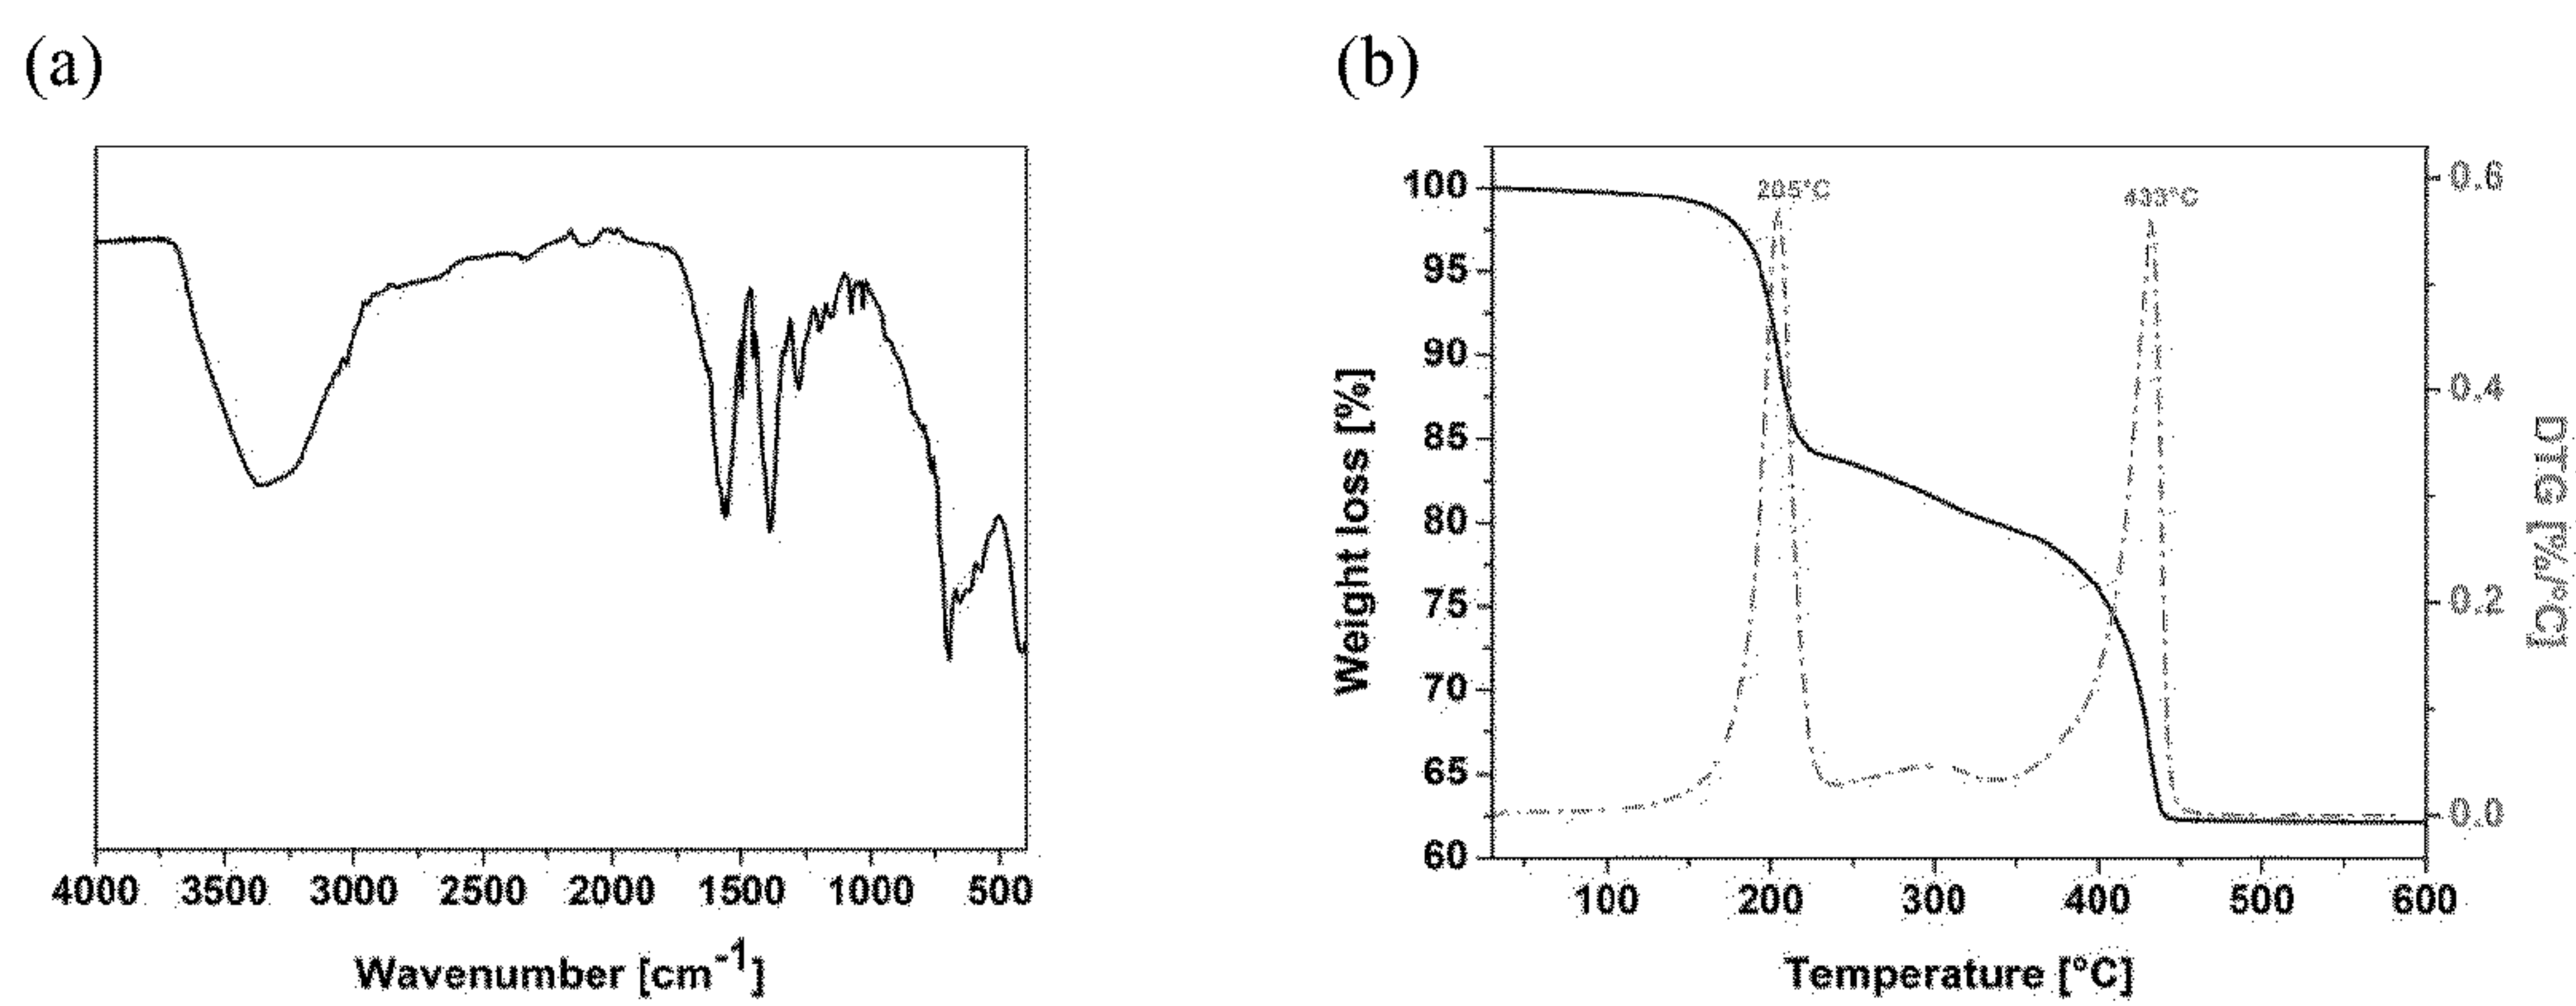 (a)
4000 3500 3000 2500 2000 1500 1000 500
Wavenumber [cm⁻¹]
(b)
100
95
90
85
80
75
70
65
60
Weight loss [%]
205°C
433°C
0.6
0.4
0.2
0.0
DTG [%/°C]
100 200 300 400 500 600
Temperature [°C]